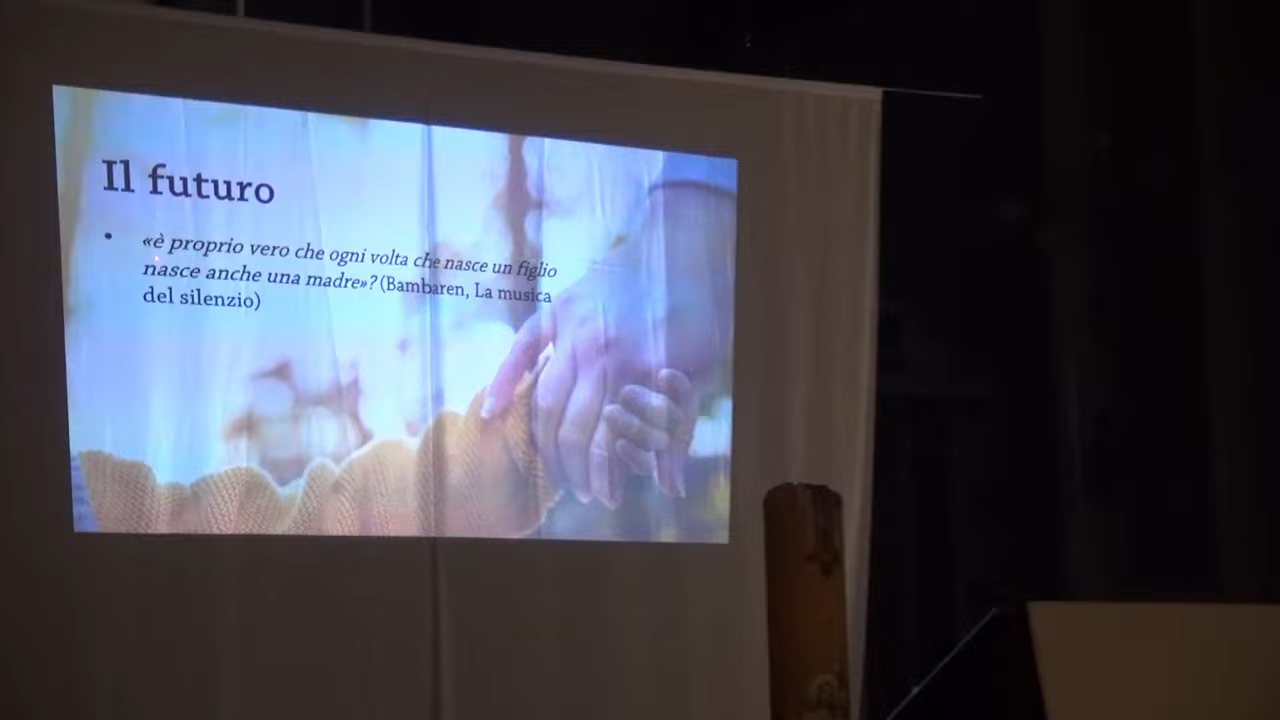 Il futuro
• «è proprio vero che ogni volta che nasce un figlio
nasce anche una madre»? (Bambaren, La musica
del silenzio)